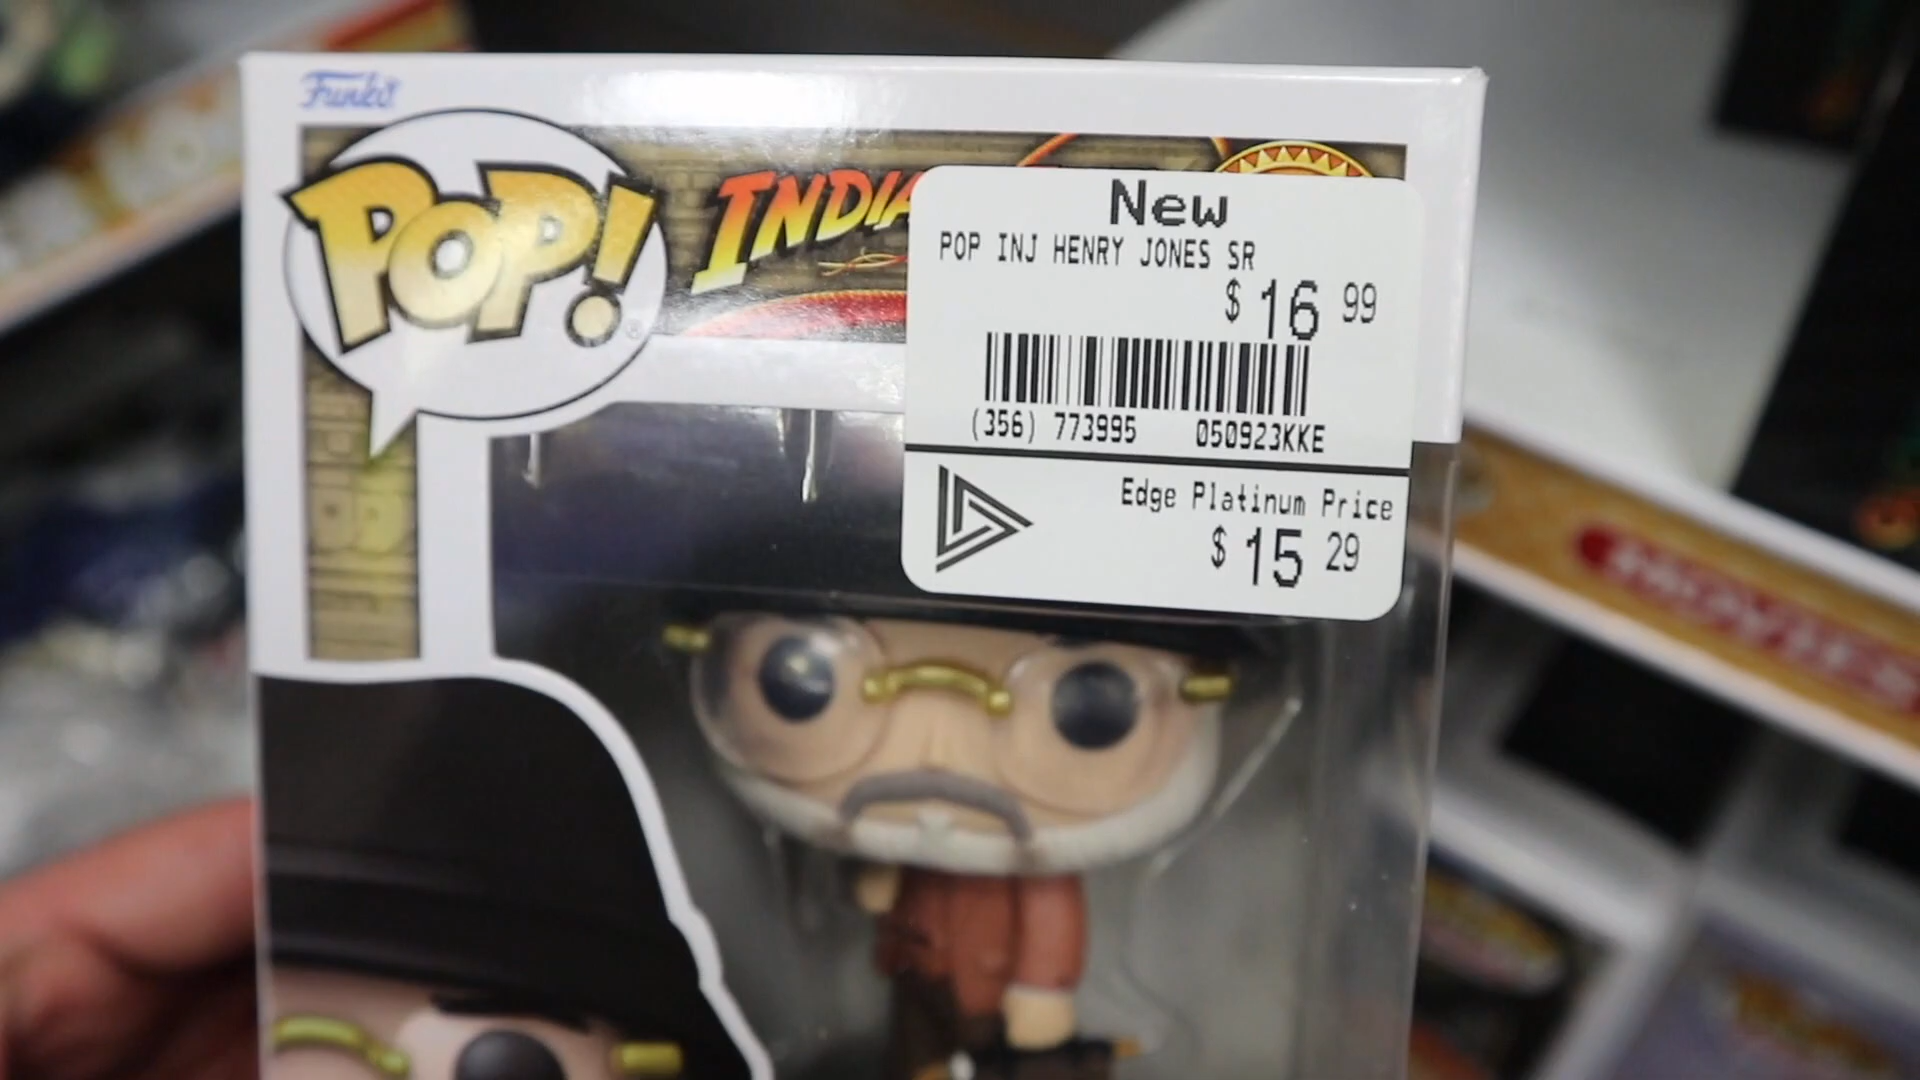 Funko
POP!
INDIA
New
POP INJ HENRY JONES SR
$ 16 99
(356) 773995 050923KKE
Edge Platinum Price
$ 15 29
MOVIES